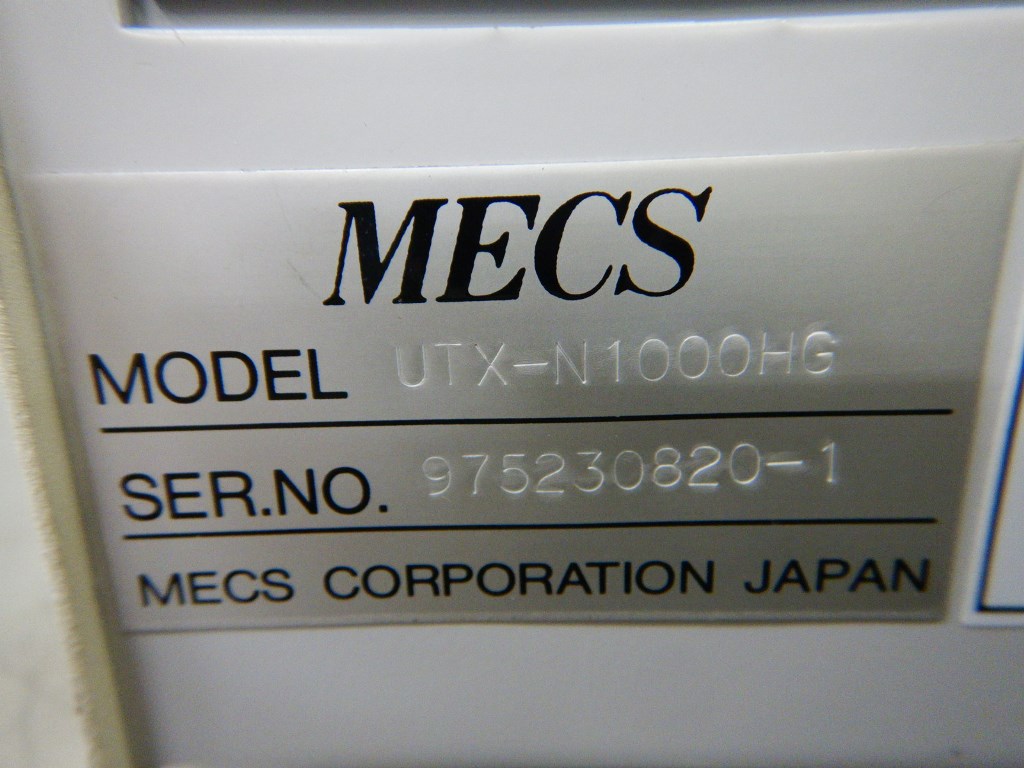 MECS
MODEL UTX-N1000HG
SER.NO. 975230820-1
MECS CORPORATION JAPAN